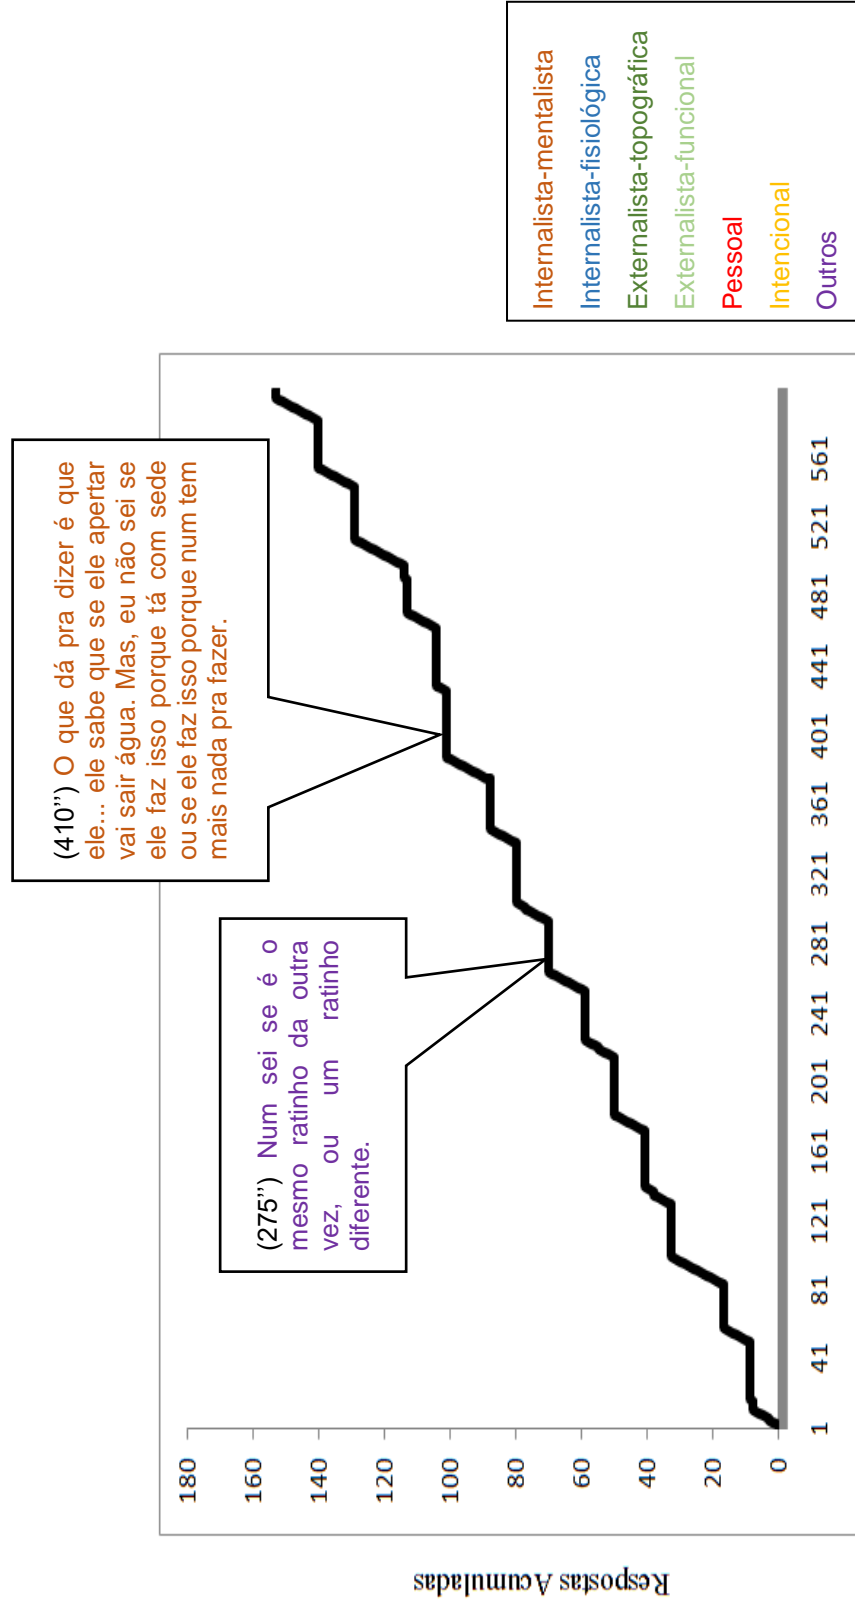 (410”) O que dá pra dizer é que
ele... ele sabe que se ele apertar
vai sair água. Mas, eu não sei se
ele faz isso porque tá com sede
ou se ele faz isso porque num tem
mais nada pra fazer.
(275”) Num sei se é o
mesmo ratinho da outra
vez, ou um ratinho
diferente.
Respostas Acumuladas
180
160
140
120
100
80
60
40
20
0
1 41 81 121 161 201 241 281 321 361 401 441 481 521 561
Internalista-mentalista
Internalista-fisiológica
Externalista-topográfica
Externalista-funcional
Pessoal
Intencional
Outros